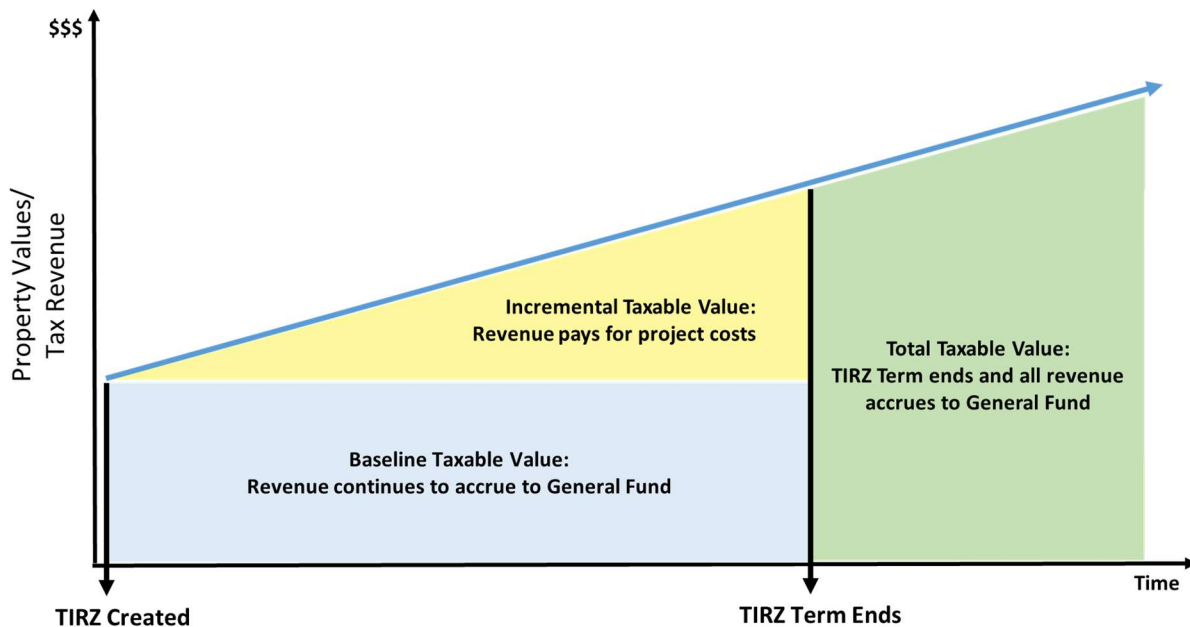 $$$
Property Values/
Tax Revenue
Incremental Taxable Value:
Revenue pays for project costs
Total Taxable Value:
TIRZ Term ends and all revenue
accrues to General Fund
Baseline Taxable Value:
Revenue continues to accrue to General Fund
Time
TIRZ Created
TIRZ Term Ends